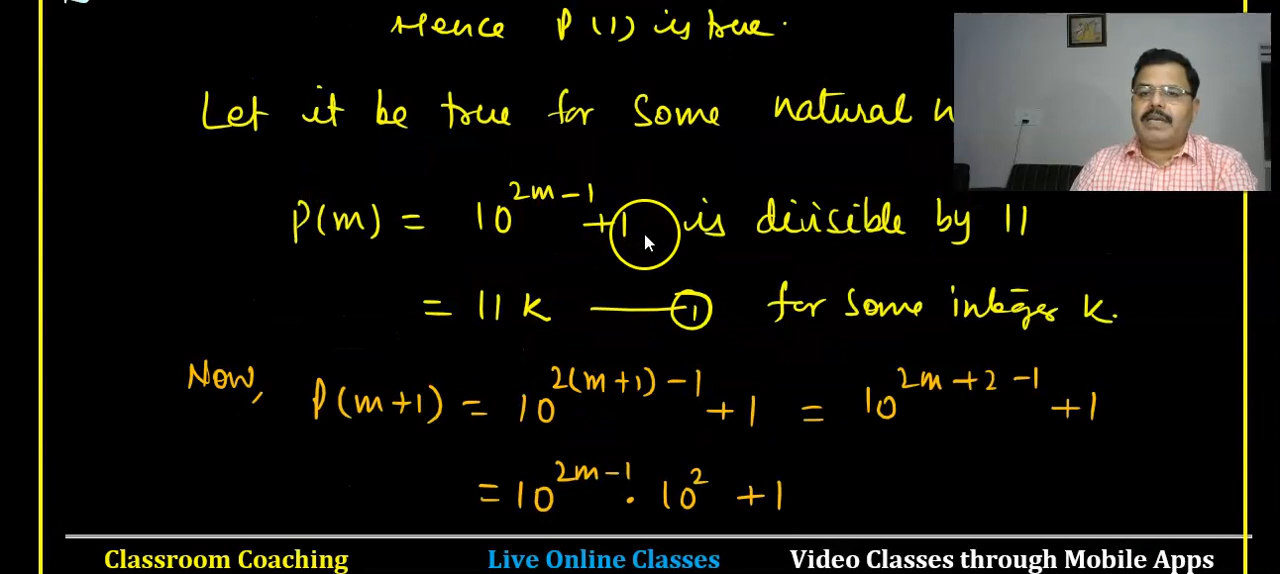 Hence P(1) is true.
Let it be true for some natural
P(m) = 10^{2m-1} + 1 is divisible by 11
= 11 k —— ① for some integer k.
Now, P(m+1) = 10^{2(m+1)-1} + 1 = 10^{2m+2-1} + 1
= 10^{2m-1} . 10^2 + 1
Classroom Coaching Live Online Classes Video Classes through Mobile Apps